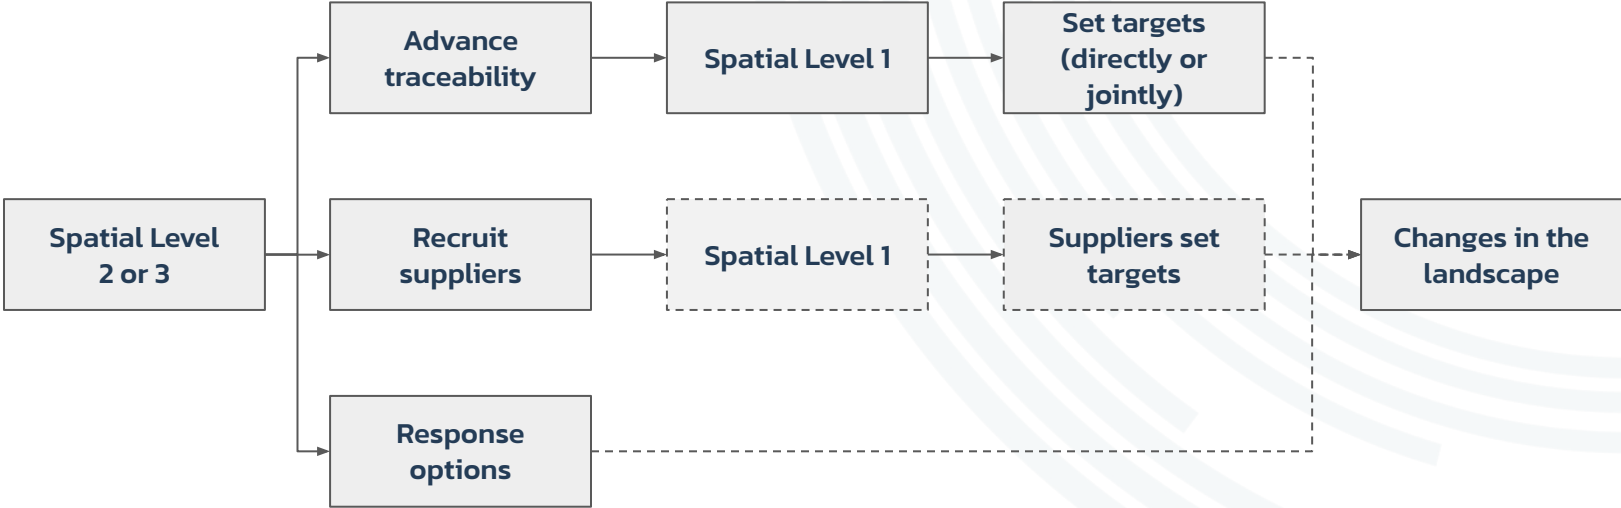 Advance
traceability
Spatial Level 1
Set targets
(directly or
jointly)
Spatial Level
2 or 3
Recruit
suppliers
Spatial Level 1
Suppliers set
targets
Changes in the
landscape
Response
options